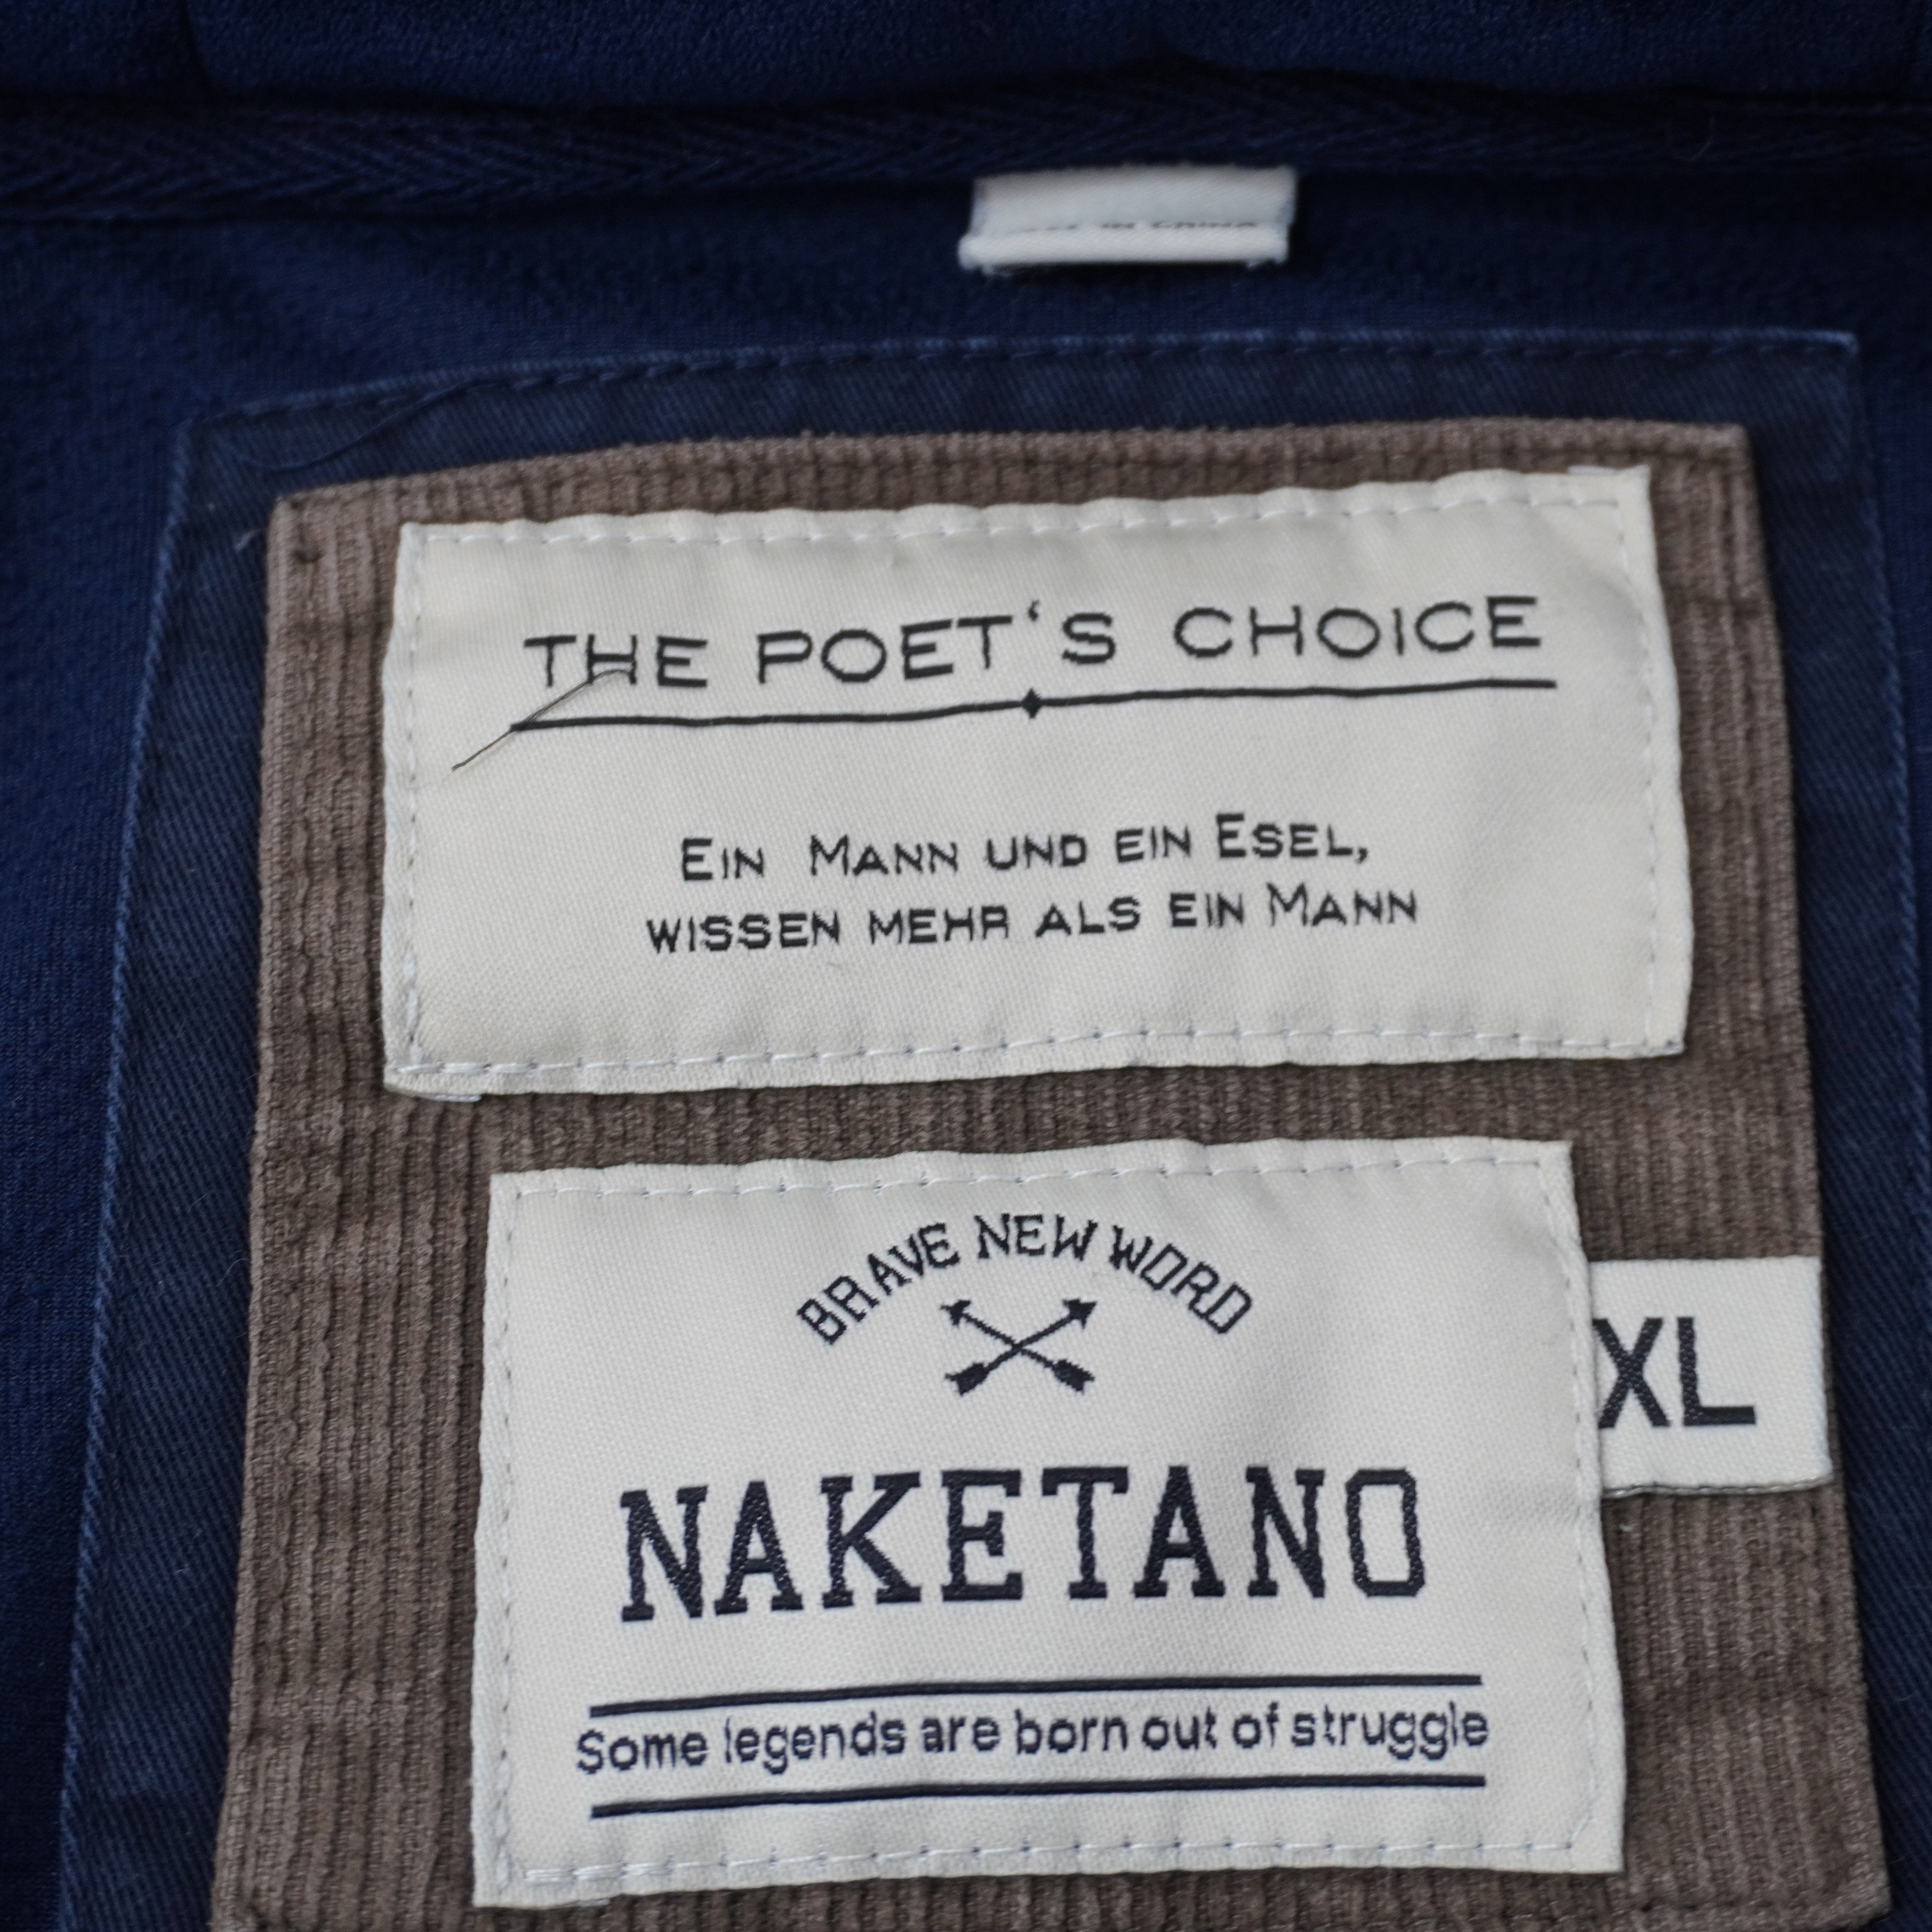 THE POET‘S CHOICE
EIN MANN UND EIN ESEL,
WISSEN MEHR ALS EIN MANN
BRAVE NEW WORD
XL
NAKETANO
Some legends are born out of struggle